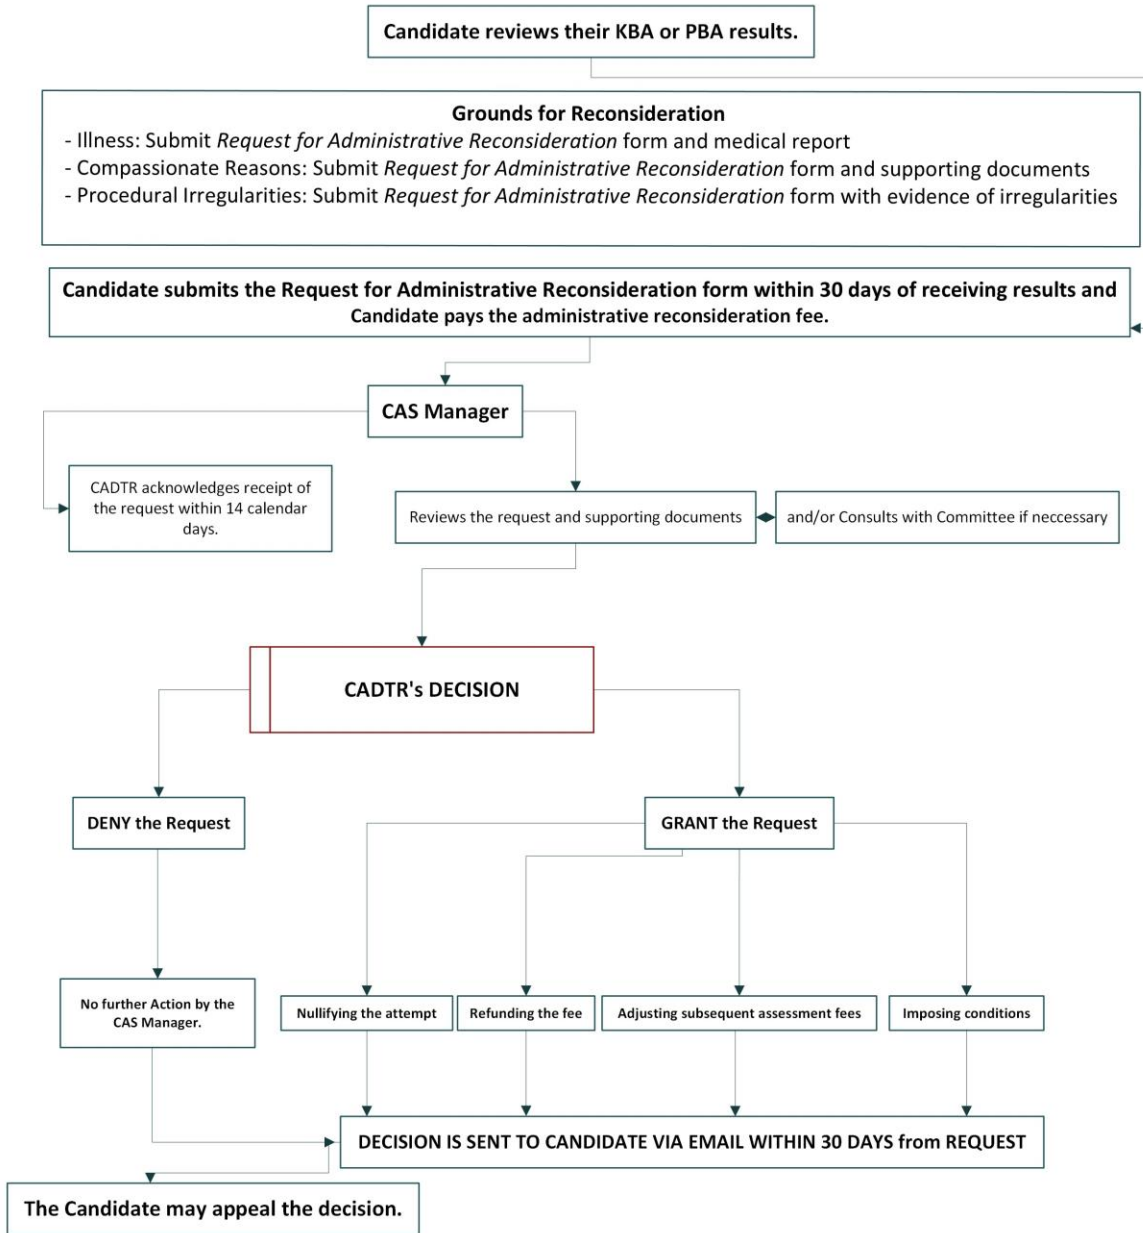 Candidate reviews their KBA or PBA results.
Grounds for Reconsideration
- Illness: Submit Request for Administrative Reconsideration form and medical report
- Compassionate Reasons: Submit Request for Administrative Reconsideration form and supporting documents
- Procedural Irregularities: Submit Request for Administrative Reconsideration form with evidence of irregularities
Candidate submits the Request for Administrative Reconsideration form within 30 days of receiving results and
Candidate pays the administrative reconsideration fee.
CAS Manager
CADTR acknowledges receipt of
the request within 14 calendar
days.
Reviews the request and supporting documents
and/or Consults with Committee if neccessary
CADTR's DECISION
DENY the Request
GRANT the Request
No further Action by the
CAS Manager.
Nullifying the attempt
Refunding the fee
Adjusting subsequent assessment fees
Imposing conditions
DECISION IS SENT TO CANDIDATE VIA EMAIL WITHIN 30 DAYS from REQUEST
The Candidate may appeal the decision.